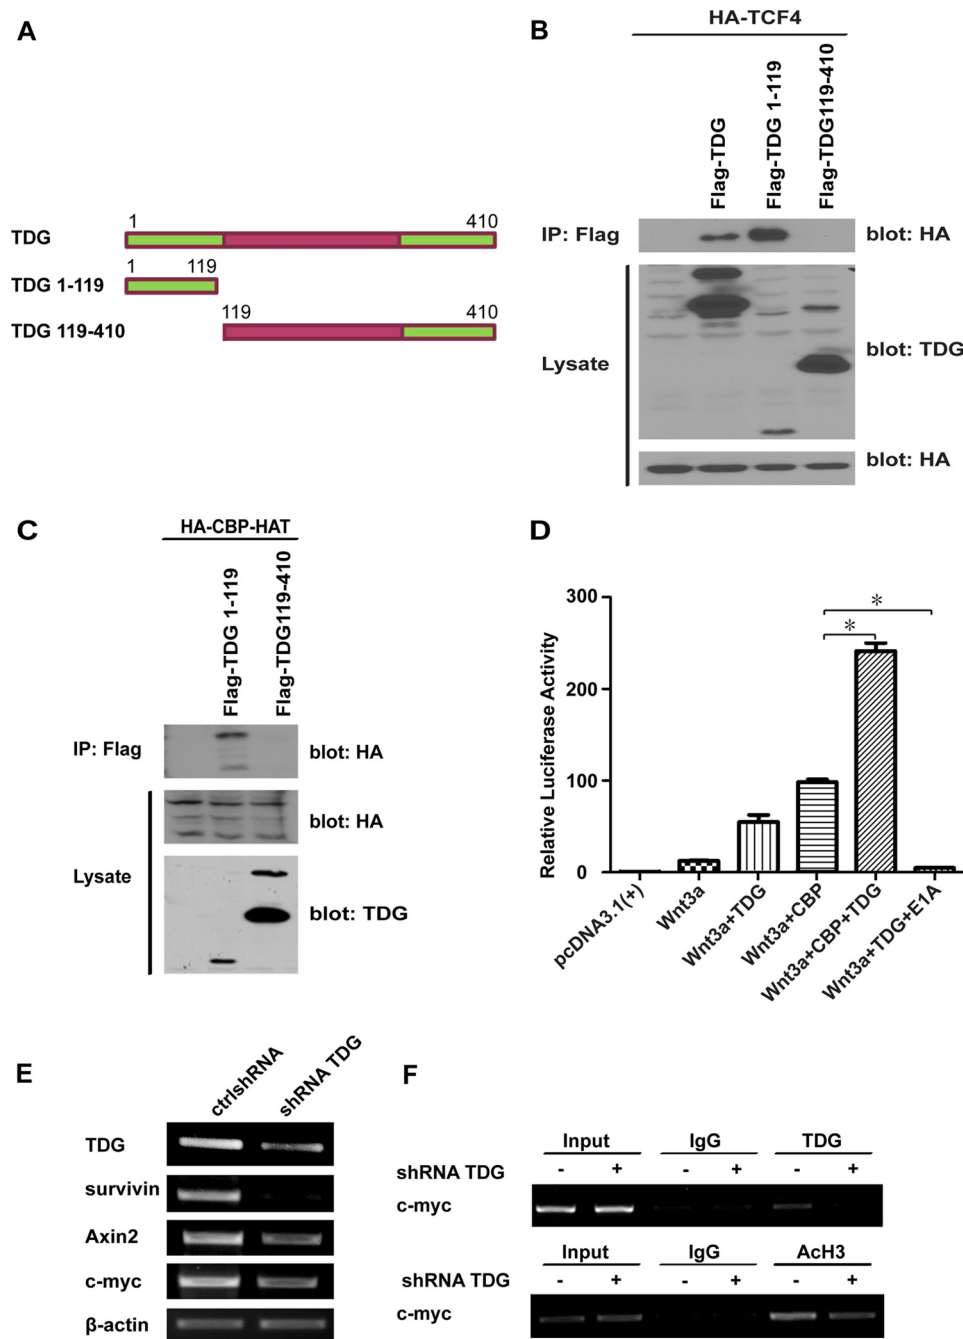 A
1 410
TDG
1 119
TDG 1-119
119 410
TDG 119-410
B
HA-TCF4
Flag-TDG
Flag-TDG 1-119
Flag-TDG119-410
IP: Flag
blot: HA
Lysate
blot: TDG
blot: HA
C
HA-CBP-HAT
Flag-TDG 1-119
Flag-TDG119-410
IP: Flag
blot: HA
blot: HA
Lysate
blot: TDG
D
Relative Luciferase Activity
300
200
100
0
* *
pcDNA3.1(+)
Wnt3a
Wnt3a+TDG
Wnt3a+CBP
Wnt3a+CBP+TDG
Wnt3a+TDG+E1A
E
ctrlshRNA
shRNA TDG
TDG
survivin
Axin2
c-myc
β-actin
F
Input IgG TDG
shRNA TDG - + - + - +
c-myc
Input IgG AcH3
shRNA TDG - + - + - +
c-myc